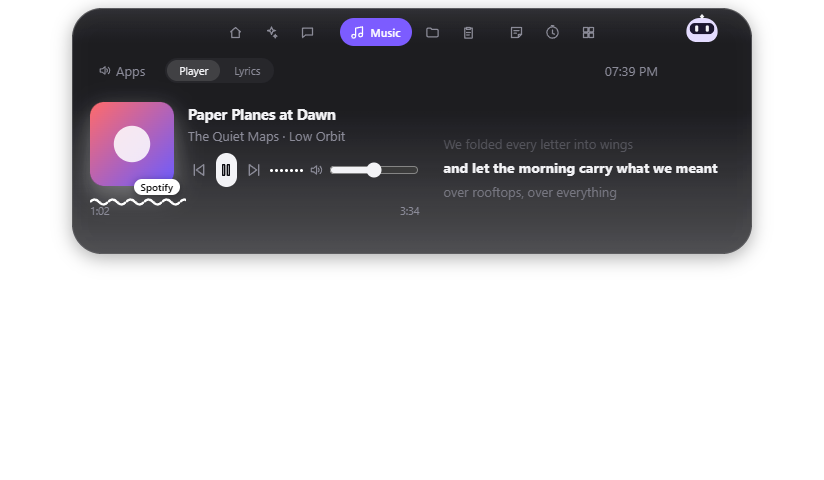 Music
Apps
Player
Lyrics
07:39 PM
Paper Planes at Dawn
The Quiet Maps · Low Orbit
Spotify
1:02
3:34
We folded every letter into wings
and let the morning carry what we meant
over rooftops, over everything